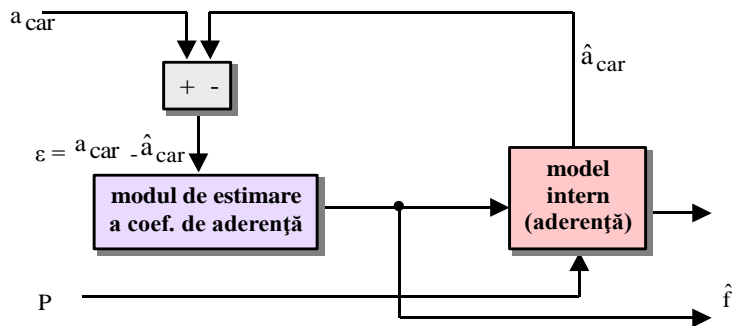 a car
â car
+ -
ε = a car - â car
modul de estimare
a coef. de aderenţă
model
intern
(aderenţă)
P
f̂